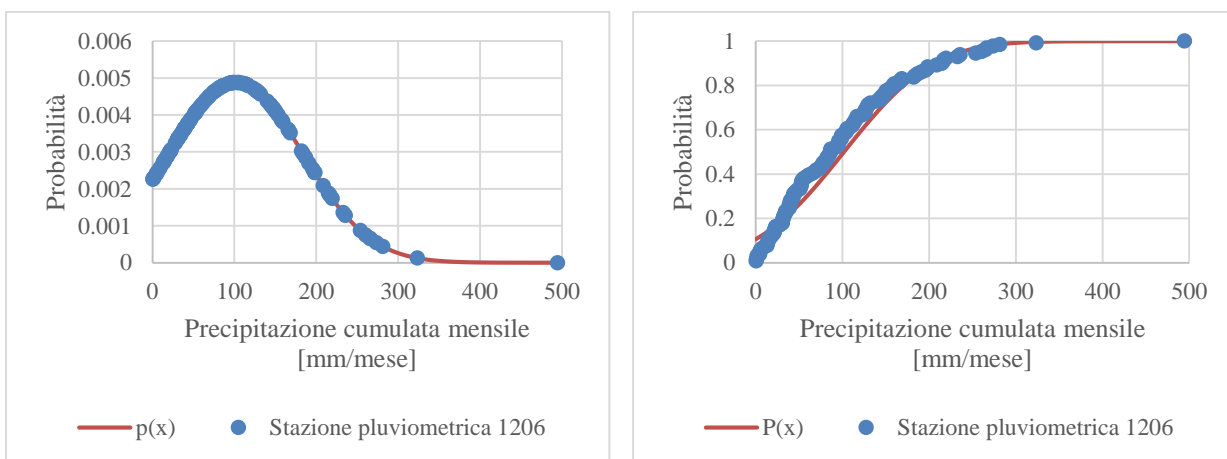 0.006
0.005
0.004
0.003
0.002
0.001
0
Probabilità
0 100 200 300 400 500
Precipitazione cumulata mensile
[mm/mese]
p(x) Stazione pluviometrica 1206
1
0.8
0.6
0.4
0.2
0
Probabilità
0 100 200 300 400 500
Precipitazione cumulata mensile
[mm/mese]
P(x) Stazione pluviometrica 1206